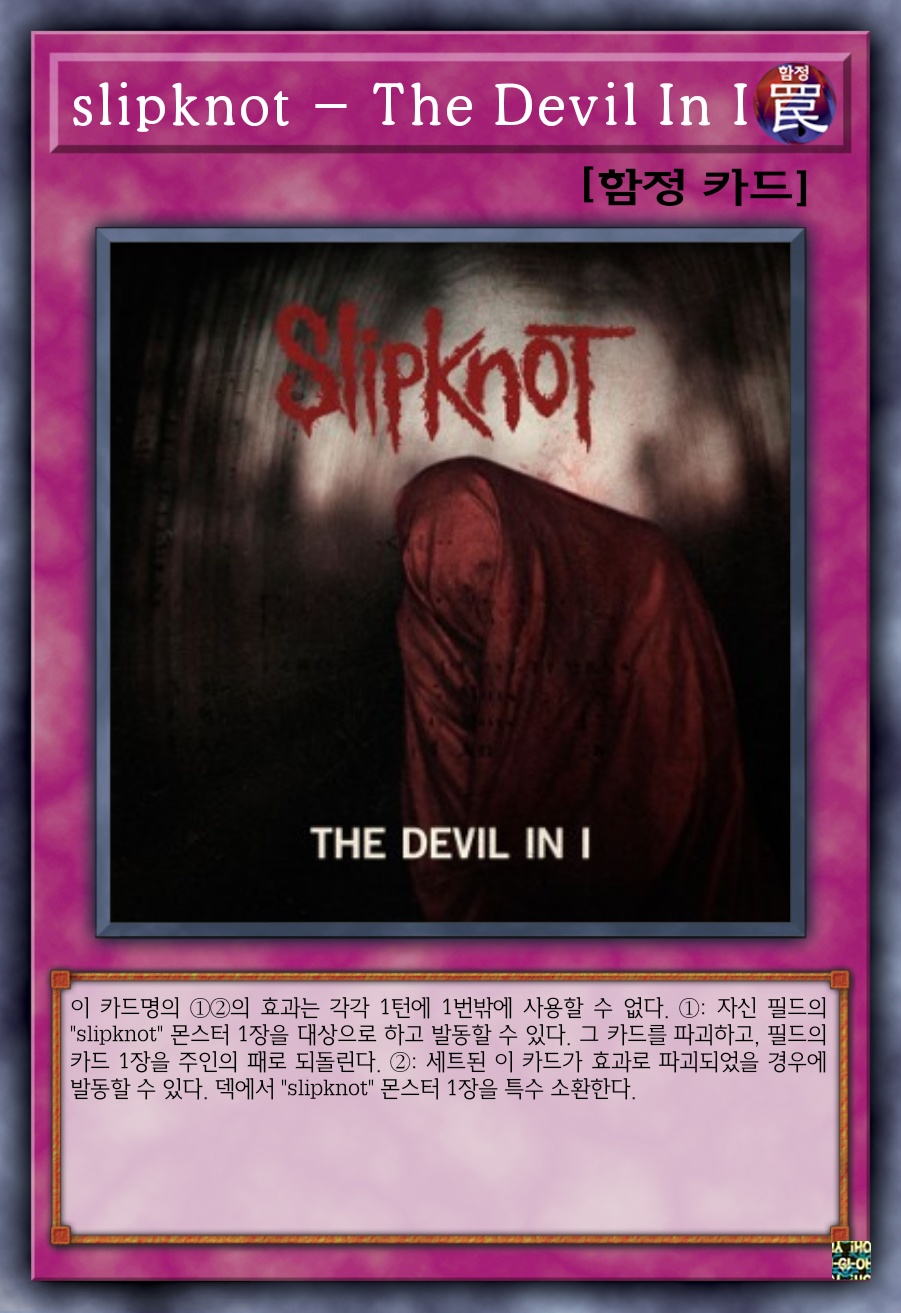 slipknot – The Devil In I
함정
罠
[함정 카드]
Slipknot
THE DEVIL IN I
이 카드명의 ①②의 효과는 각각 1턴에 1번밖에 사용할 수 없다. ①: 자신 필드의
"slipknot" 몬스터 1장을 대상으로 하고 발동할 수 있다. 그 카드를 파괴하고, 필드의
카드 1장을 주인의 패로 되돌린다. ②: 세트된 이 카드가 효과로 파괴되었을 경우에
발동할 수 있다. 덱에서 "slipknot" 몬스터 1장을 특수 소환한다.